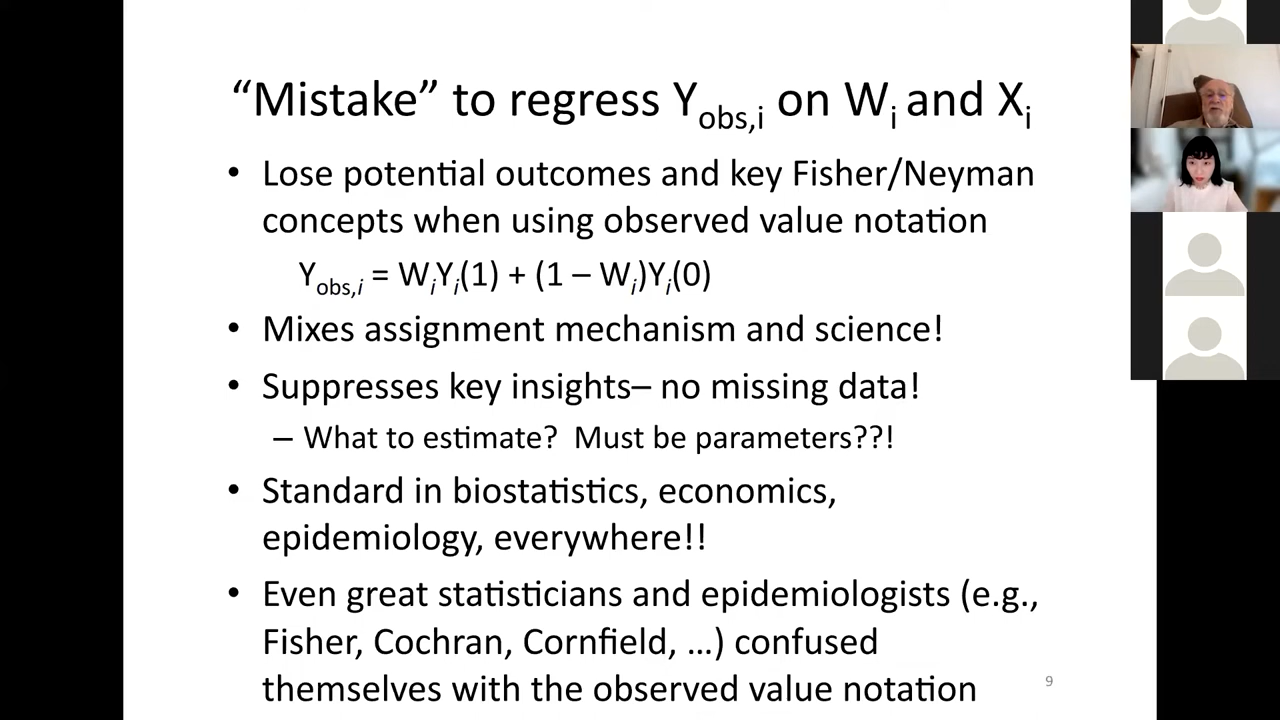 “Mistake” to regress Yobs,i on Wi and Xi
• Lose potential outcomes and key Fisher/Neyman
concepts when using observed value notation
Yobs,i = WiYi(1) + (1 – Wi)Yi(0)
• Mixes assignment mechanism and science!
• Suppresses key insights– no missing data!
– What to estimate? Must be parameters??!
• Standard in biostatistics, economics,
epidemiology, everywhere!!
• Even great statisticians and epidemiologists (e.g.,
Fisher, Cochran, Cornfield, …) confused
themselves with the observed value notation
9